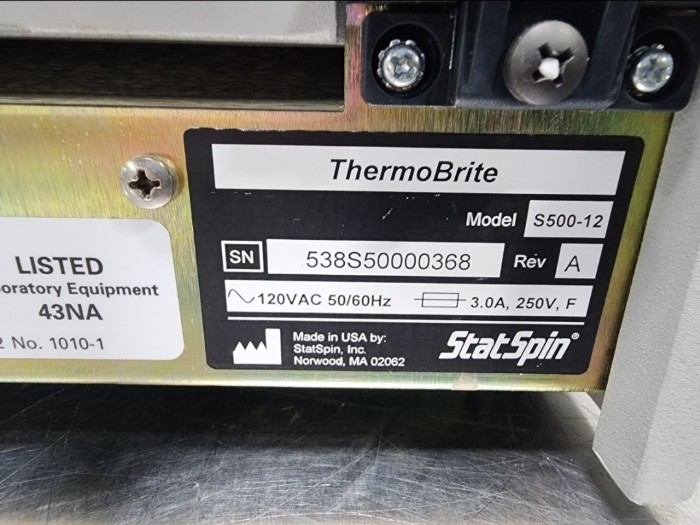 ThermoBrite
Model S500-12
SN 538S50000368 Rev A
120VAC 50/60Hz 3.0A, 250V, F
Made in USA by:
StatSpin, Inc.
Norwood, MA 02062
StatSpin®
LISTED
oratory Equipment
43NA
No. 1010-1